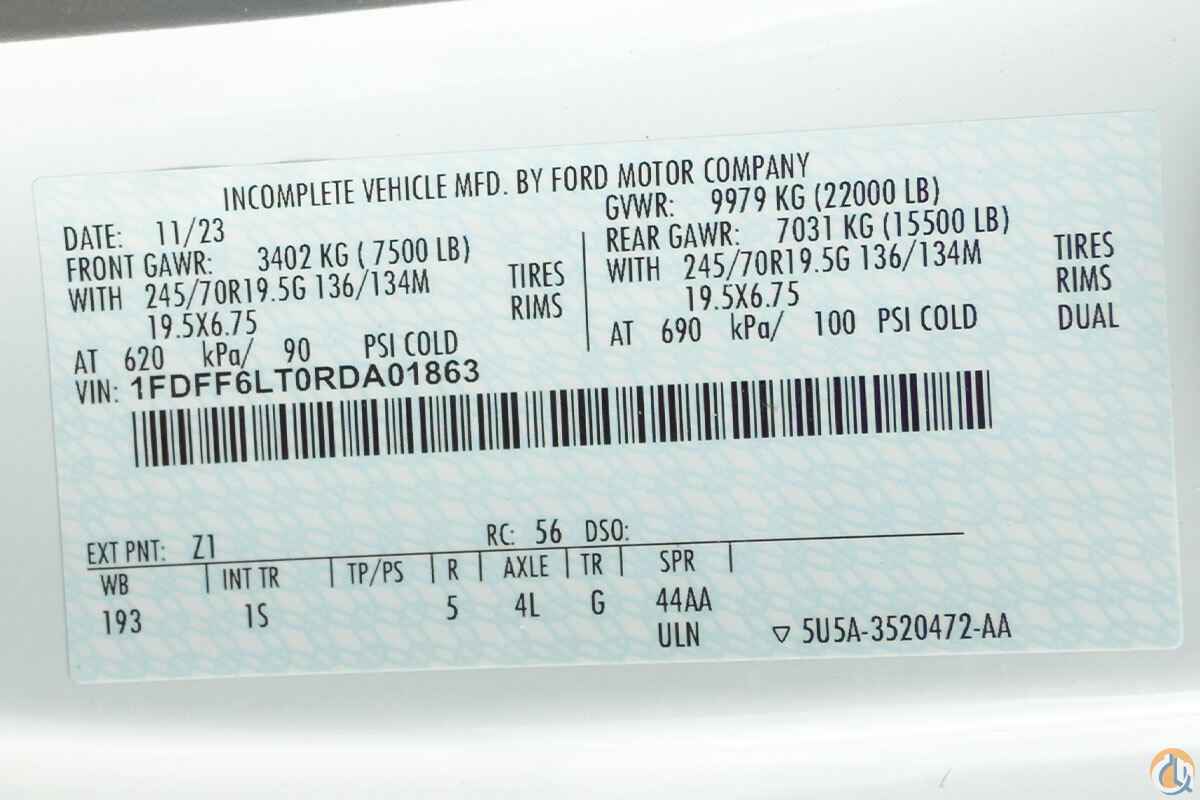 INCOMPLETE VEHICLE MFD. BY FORD MOTOR COMPANY
DATE: 11/23 GVWR: 9979 KG (22000 LB)
FRONT GAWR: 3402 KG ( 7500 LB) REAR GAWR: 7031 KG (15500 LB)
WITH 245/70R19.5G 136/134M TIRES WITH 245/70R19.5G 136/134M TIRES
19.5X6.75 RIMS 19.5X6.75 RIMS
AT 620 kPa/ 90 PSI COLD AT 690 kPa/ 100 PSI COLD DUAL
VIN: 1FDFF6LT0RDA01863
EXT PNT: Z1 RC: 56 DSO:
WB INT TR TP/PS R AXLE TR SPR
193 1S 5 4L G 44AA
ULN ▽ 5U5A-3520472-AA